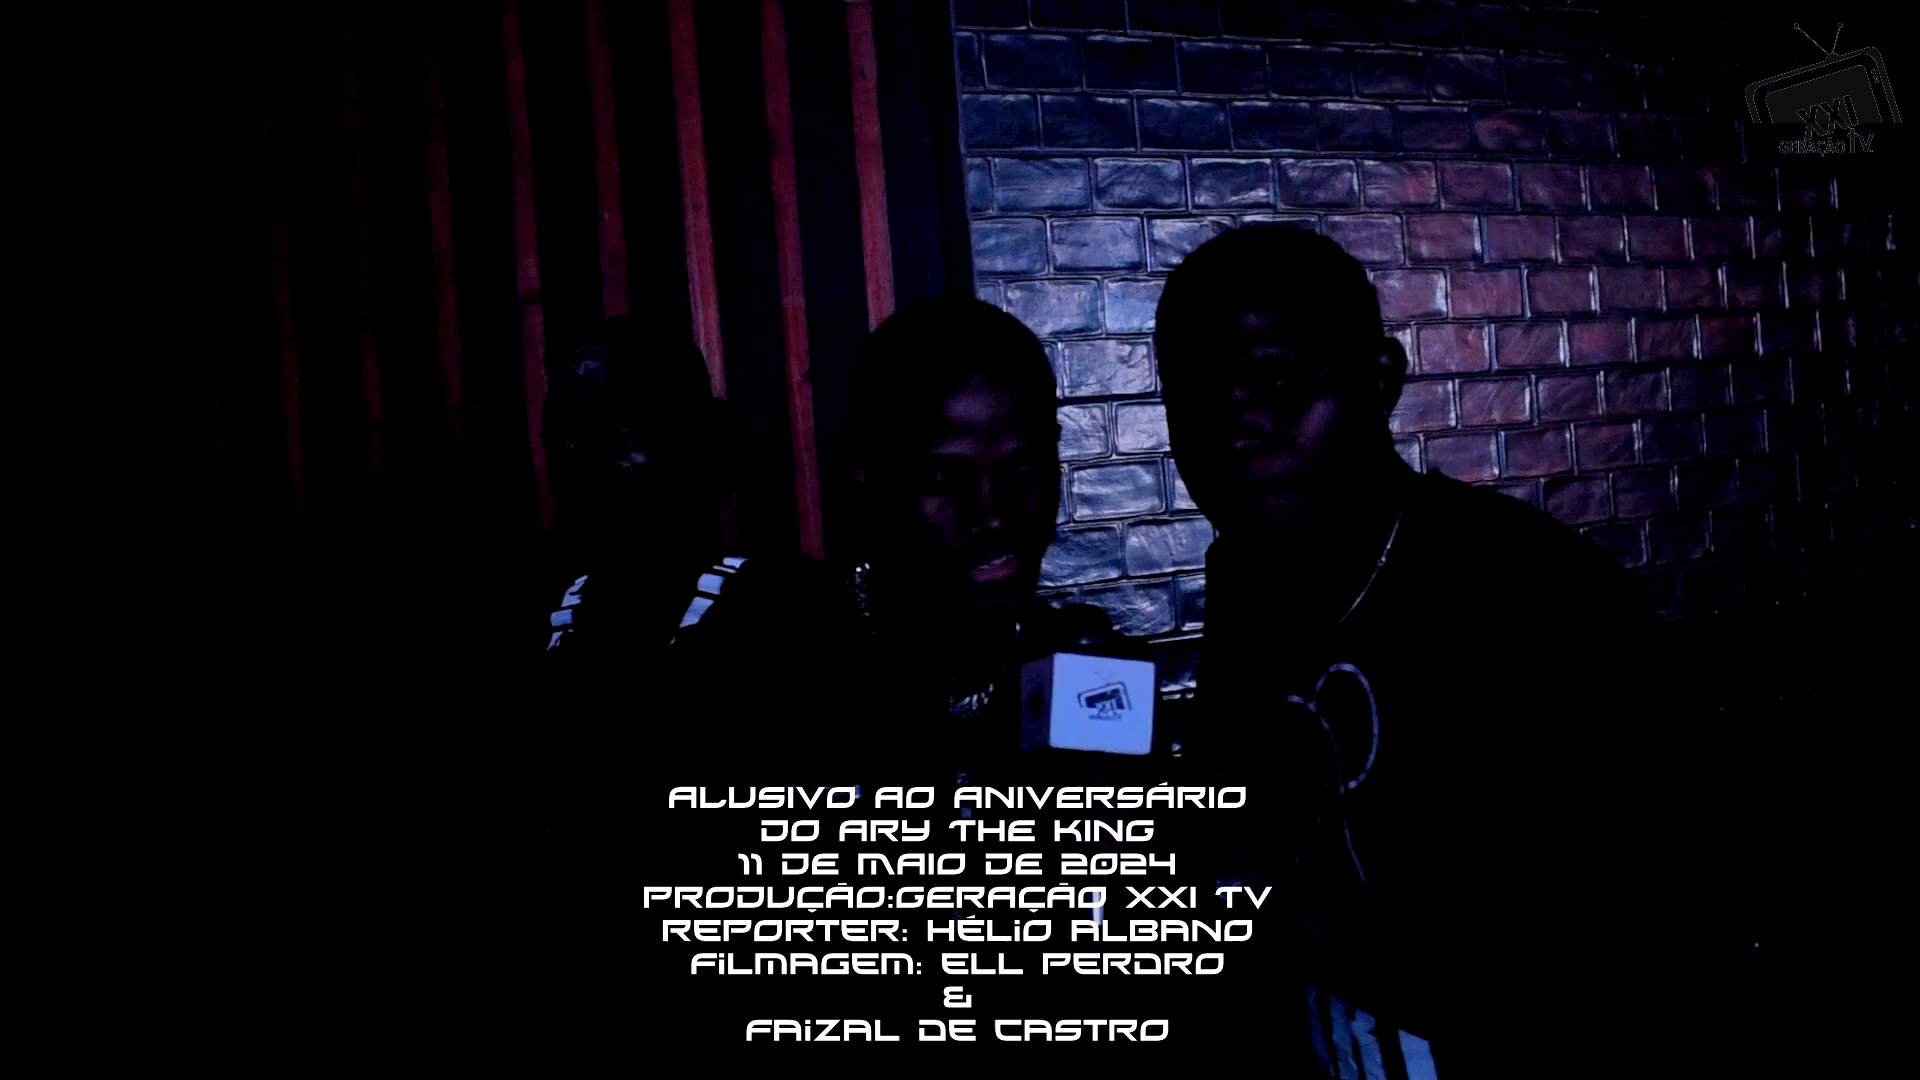 XXI
GERAÇÃO TV
ALUSIVO AO ANIVERSÁRIO
DO ARY THE KING
11 DE MAIO DE 2024
PRODUÇÃO:GERAÇÃO XXI TV
REPÓRTER: HÉLIO ALBANO
FILMAGEM: ELL PERDRO
&
FAIZAL DE CASTRO